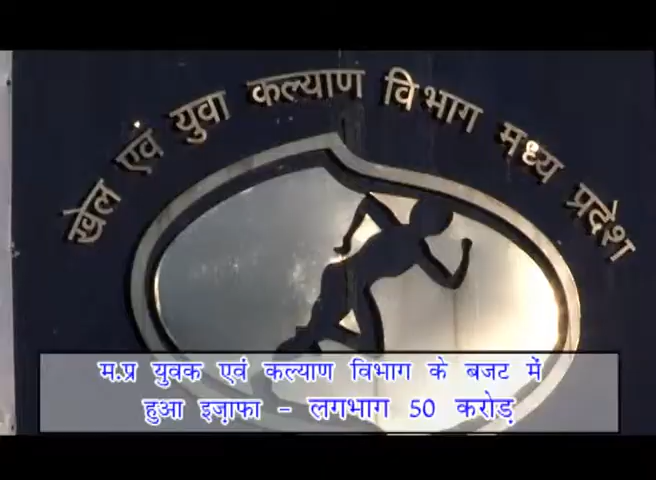 खेल एवं युवा कल्याण विभाग मध्य प्रदेश
म.प्र युवक एवं कल्याण विभाग के बजट में
हुआ इज़ाफा - लगभाग 50 करोड़